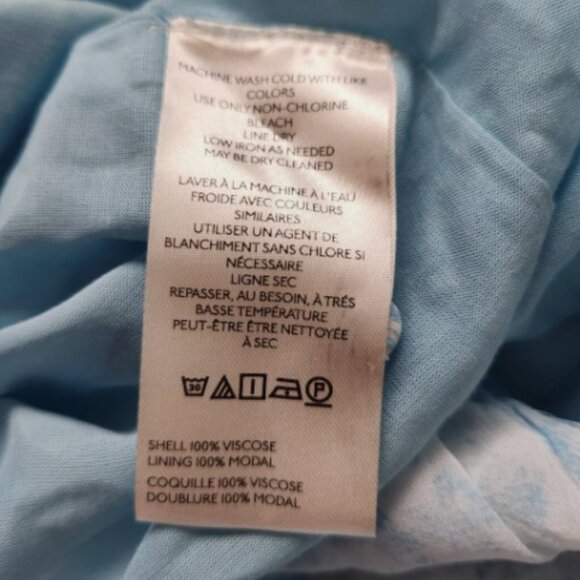 MACHINE WASH COLD WITH LIKE
COLORS
USE ONLY NON-CHLORINE
BLEACH
LINE DRY
LOW IRON AS NEEDED
MAY BE DRY CLEANED
LAVER À LA MACHINE À L'EAU
FROIDE AVEC COULEURS
SIMILAIRES
UTILISER UN AGENT DE
BLANCHIMENT SANS CHLORE SI
NÉCESSAIRE
LIGNE SEC
REPASSER, AU BESOIN, À TRÉS
BASSE TEMPÉRATURE
PEUT-ÊTRE ÊTRE NETTOYÉE
À SEC
30 P
SHELL 100% VISCOSE
LINING 100% MODAL
COQUILLE 100% VISCOSE
DOUBLURE 100% MODAL